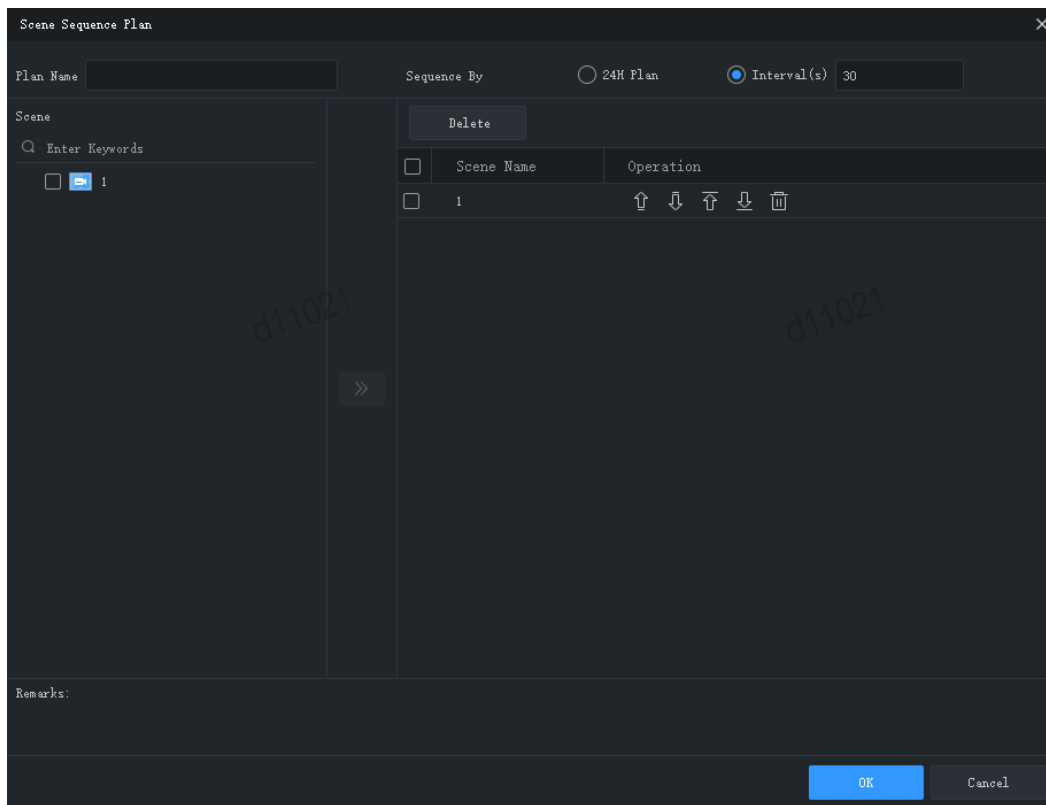 Scene Sequence Plan
Plan Name
Sequence By
24H Plan
Interval(s)
30
Scene
Enter Keywords
1
Delete
Scene Name
Operation
1
d11021
d11021
Remarks:
OK
Cancel